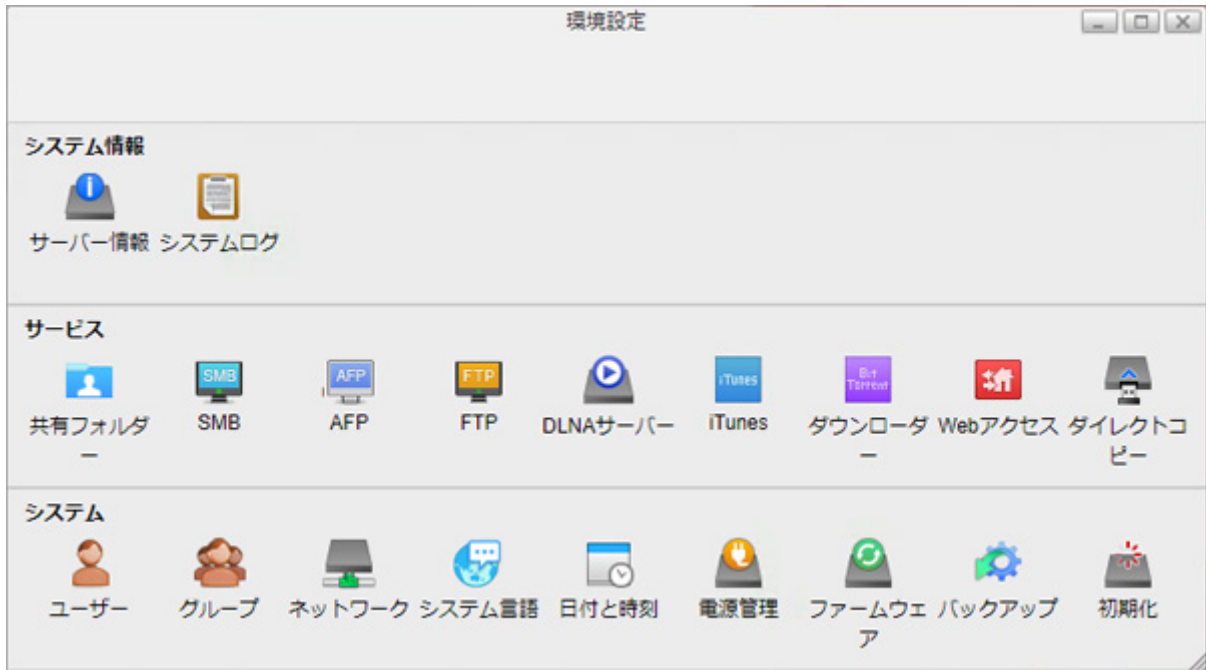 環境設定
システム情報
サーバー情報 システムログ
サービス
SMB AFP FTP iTunes Bit
Torrent
共有フォルダ SMB AFP FTP DLNAサーバー iTunes ダウンローダ Webアクセス ダイレクトコ
ー ー ピー
システム
ユーザー グループ ネットワーク システム言語 日付と時刻 電源管理 ファームウェ バックアップ 初期化
ア